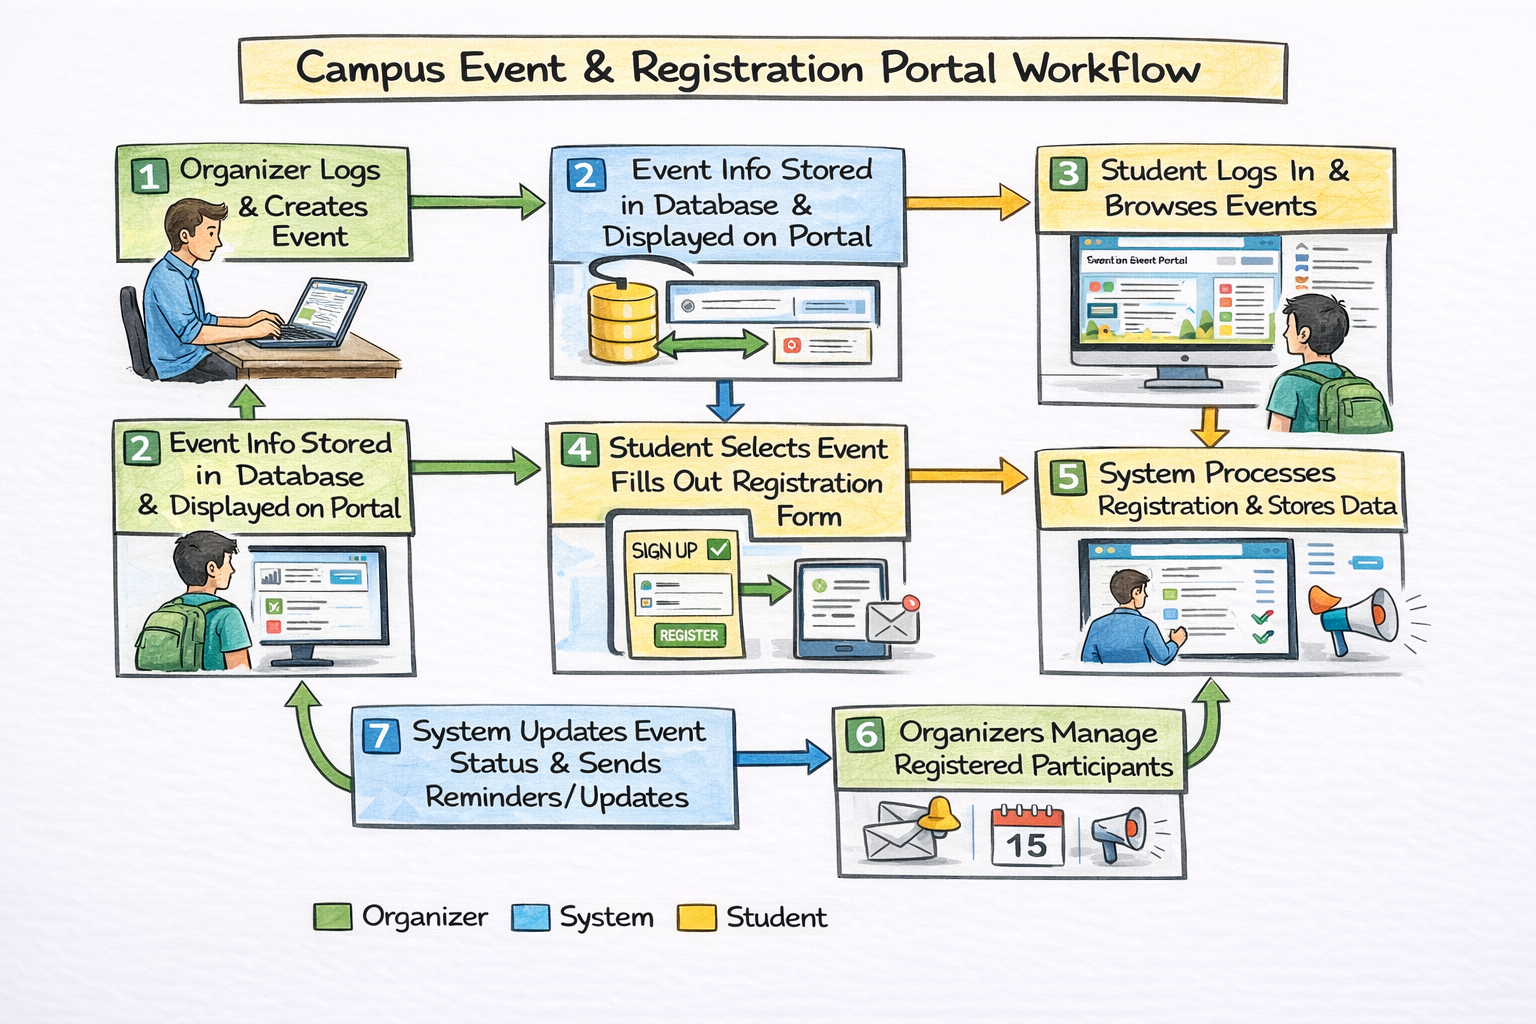 Campus Event & Registration Portal Workflow
1 Organizer Logs
& Creates
Event
2 Event Info Stored
in Database &
Displayed on Portal
3 Student Logs In &
Browses Events
Event Portal
2 Event Info Stored
in Database
& Displayed on Portal
4 Student Selects Event
Fills Out Registration
Form
SIGN UP
REGISTER
5 System Processes
Registration & Stores Data
7 System Updates Event
Status & Sends
Reminders/Updates
6 Organizers Manage
Registered Participants
15
Organizer System Student